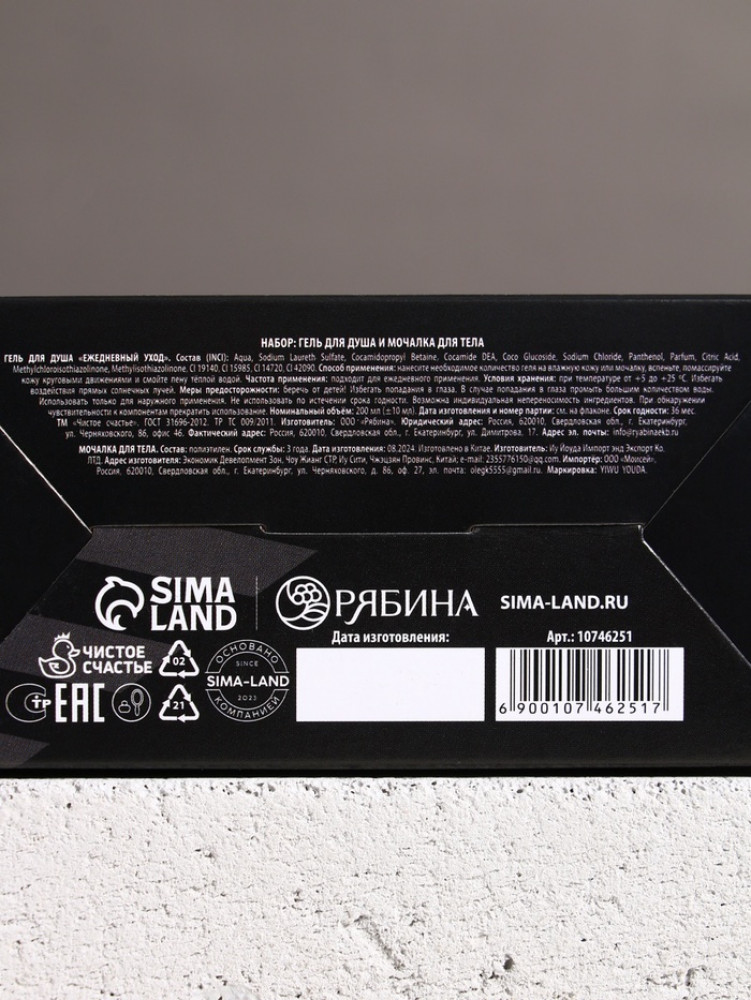 НАБОР: ГЕЛЬ ДЛЯ ДУША И МОЧАЛКА ДЛЯ ТЕЛА
ГЕЛЬ ДЛЯ ДУША «ЕЖЕДНЕВНЫЙ УХОД». Состав (INCI): Aqua, Sodium Laureth Sulfate, Cocamidopropyl Betaine, Cocamide DEA, Coco Glucoside, Sodium Chloride, Panthenol, Parfum, Citric Acid,
Methylchloroisothiazolinone, Methylisothiazolinone, CI 19140, CI 15985, CI 14720, CI 42090. Способ применения: нанесите необходимое количество геля на влажную кожу или мочалку, вспеньте, помассируйте
кожу круговыми движениями и смойте пену тёплой водой. Частота применения: подходит для ежедневного применения. Условия хранения: при температуре от +5 до +25 °C. Избегать
воздействия прямых солнечных лучей. Меры предосторожности: беречь от детей! Избегать попадания в глаза. В случае попадания в глаза промыть большим количеством воды.
Использовать только для наружного применения. Не использовать по истечении срока годности. Возможна индивидуальная непереносимость ингредиентов. При обнаружении
чувствительности к компонентам прекратить использование. Номинальный объём: 200 мл (±10 мл). Дата изготовления и номер партии: см. на флаконе. Срок годности: 36 мес.
ТМ «Чистое счастье». ГОСТ 31696-2012. ТР ТС 009/2011. Изготовитель: ООО «Рябина». Юридический адрес: Россия, 620010, Свердловская обл., г. Екатеринбург,
ул. Черняховского, 86, офис 46. Фактический адрес: Россия, 620010, Свердловская обл., г. Екатеринбург, ул. Димитрова, 17. Адрес эл. почты: info@ryabinaekb.ru
МОЧАЛКА ДЛЯ ТЕЛА. Состав: полиэтилен. Срок службы: 3 года. Дата изготовления: 08.2024. Изготовлено в Китае. Изготовитель: Иу Йоуда Импорт энд Экспорт Ко.
ЛТД. Адрес изготовителя: Экономик Девелопмент Зон, Чоу Жианг СТР, Иу Сити, Чжэцзян Провинс, Китай; e-mail: 2355776150@qq.com. Импортёр: ООО «Моисей».
Россия, 620010, Свердловская обл., г. Екатеринбург, ул. Черняховского, д. 86, оф. 27, эл. почта: olegk5555@mail.ru. Маркировка: YIWU YOUDA.
SIMA LAND
РЯБИНА
SIMA-LAND.RU
Дата изготовления:
Арт.: 10746251
ЧИСТОЕ
СЧАСТЬЕ
02
ОСНОВАНО
SINCE
SIMA-LAND
2023
КОМПАНИЕЙ
СТР
EAC
21
6 900107 462517